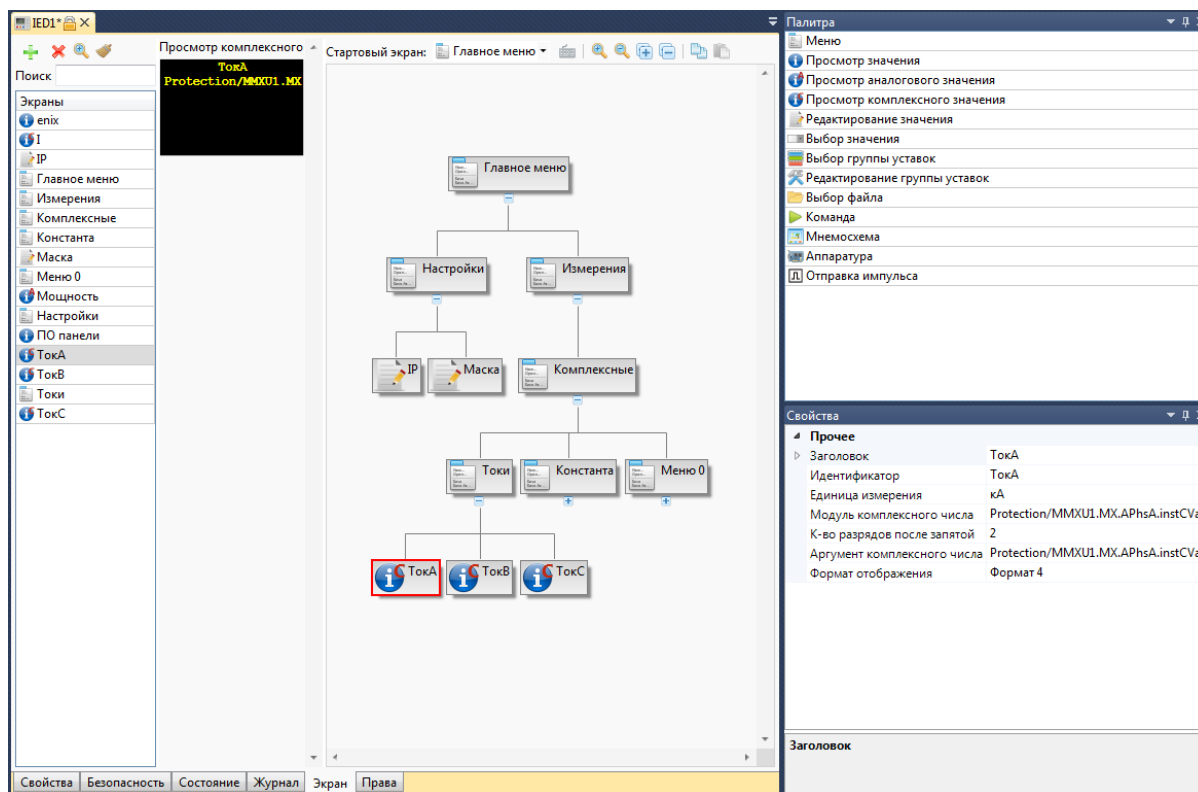 IED1*
Просмотр комплексного
Стартовый экран: Главное меню
Поиск
ТокА
Protection/MMXU1.MX
Экраны
enix
I
IP
Главное меню
Измерения
Комплексные
Константа
Маска
Меню 0
Мощность
Настройки
ПО панели
ТокА
ТокВ
Токи
ТокС
Главное меню
Настройки
Измерения
IP
Маска
Комплексные
Токи
Константа
Меню 0
ТокА
ТокВ
ТокС
Свойства
Безопасность
Состояние
Журнал
Экран
Права
Палитра
Меню
Просмотр значения
Просмотр аналогового значения
Просмотр комплексного значения
Редактирование значения
Выбор значения
Выбор группы уставок
Редактирование группы уставок
Выбор файла
Команда
Мнемосхема
Аппаратура
Отправка импульса
Свойства
Прочее
Заголовок ТокА
Идентификатор ТокА
Единица измерения кА
Модуль комплексного числа Protection/MMXU1.MX.APhsA.instCVa
К-во разрядов после запятой 2
Аргумент комплексного числа Protection/MMXU1.MX.APhsA.instCVa
Формат отображения Формат 4
Заголовок